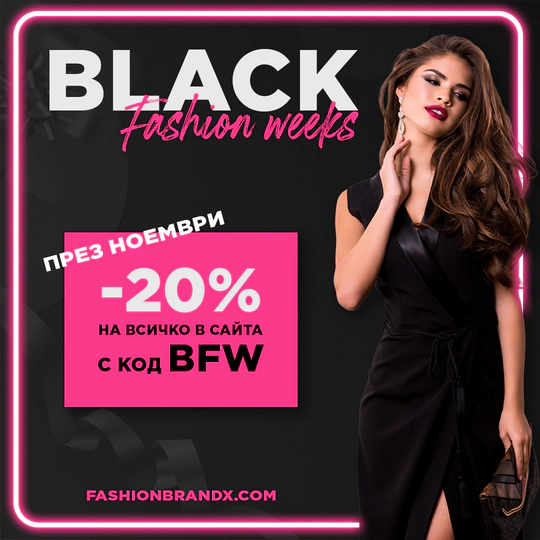 BLACK
Fashion weeks
ПРЕЗ НОЕМВРИ
-20%
НА ВСИЧКО В САЙТА
С КОД BFW
FASHIONBRANDX.COM